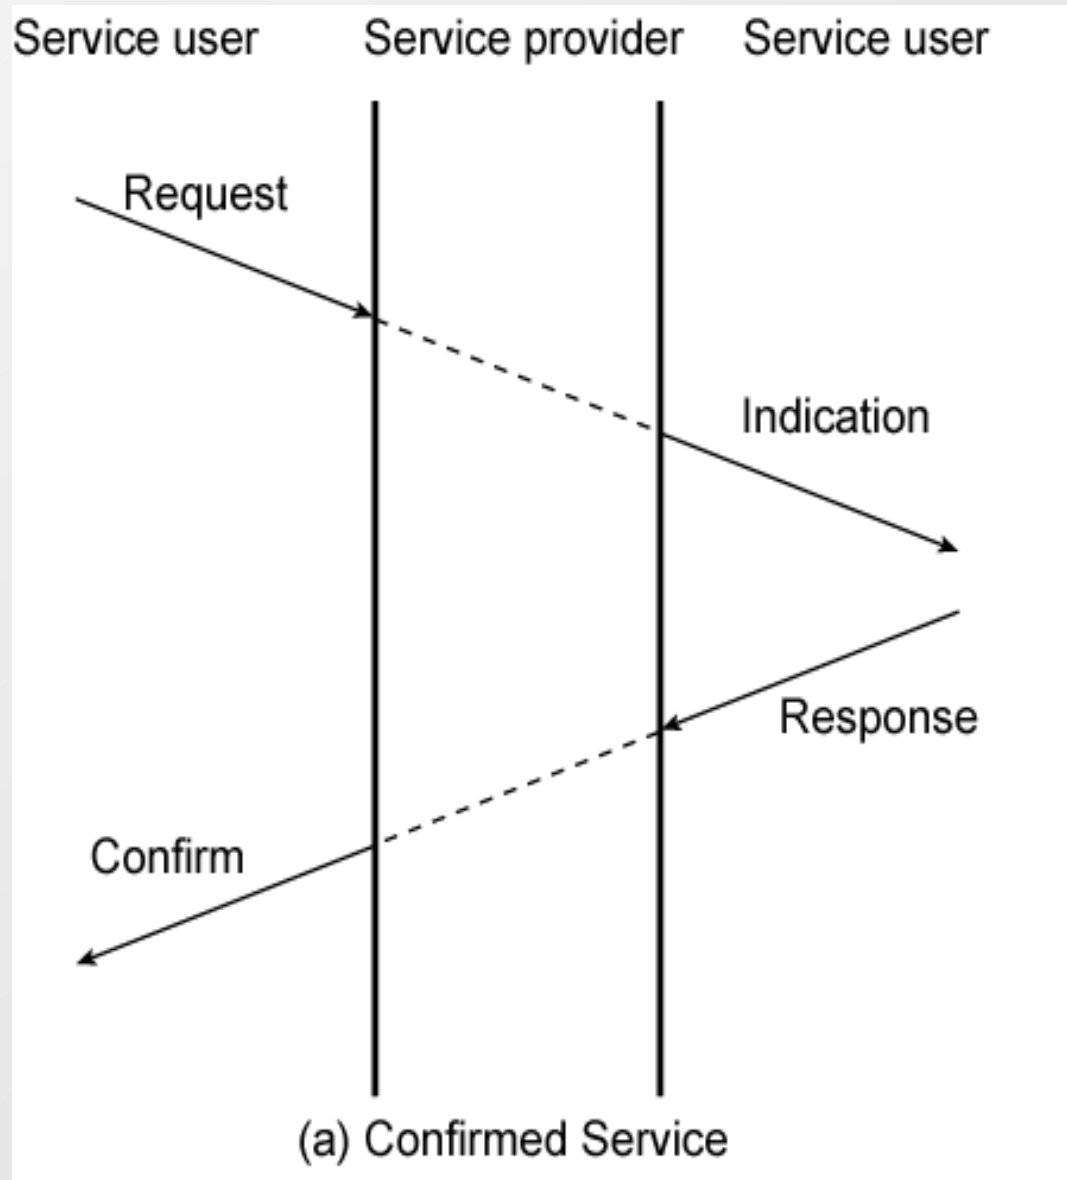 Service user Service provider Service user
Request
Indication
Response
Confirm
(a) Confirmed Service